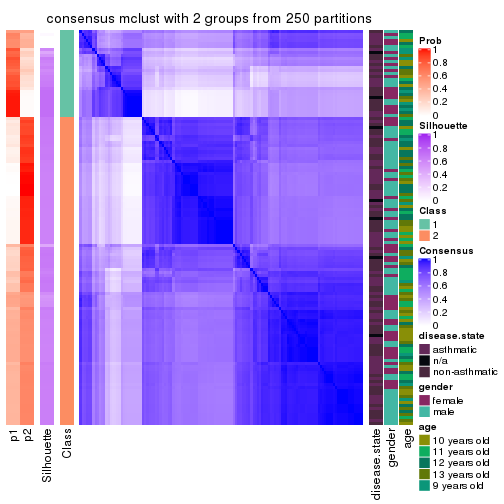 consensus mclust with 2 groups from 250 partitions
Prob
1
0.8
0.6
0.4
0.2
0
Silhouette
1
0.8
0.6
0.4
0.2
0
Class
1
2
Consensus
1
0.8
0.6
0.4
0.2
0
disease.state
asthmatic
n/a
non-asthmatic
gender
female
male
age
10 years old
11 years old
12 years old
13 years old
9 years old
p1
p2
Silhouette
Class
disease.state
gender
age